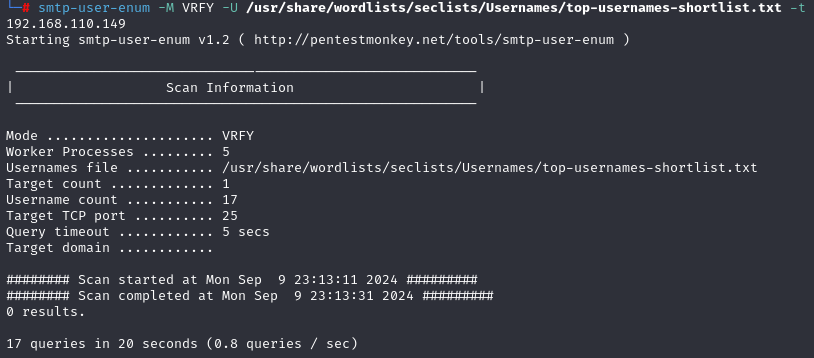 └─# smtp-user-enum -M VRFY -U /usr/share/wordlists/seclists/Usernames/top-usernames-shortlist.txt -t
192.168.110.149
Starting smtp-user-enum v1.2 ( http://pentestmonkey.net/tools/smtp-user-enum )
 ----------------------------------------------------------
|                   Scan Information                       |
 ----------------------------------------------------------
Mode ..................... VRFY
Worker Processes ......... 5
Usernames file ........... /usr/share/wordlists/seclists/Usernames/top-usernames-shortlist.txt
Target count ............. 1
Username count ........... 17
Target TCP port .......... 25
Query timeout ............ 5 secs
Target domain ............
######## Scan started at Mon Sep  9 23:13:11 2024 #########
######## Scan completed at Mon Sep  9 23:13:31 2024 #########
0 results.
17 queries in 20 seconds (0.8 queries / sec)